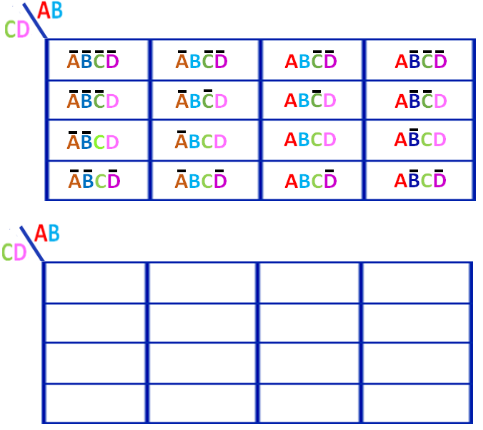 AB
CD
A̅B̅C̅D̅ A̅BC̅D̅ ABC̅D̅ AB̅C̅D̅
A̅B̅C̅D A̅BC̅D ABC̅D AB̅C̅D
A̅B̅CD A̅BCD ABCD AB̅CD
A̅B̅CD̅ A̅BCD̅ ABCD̅ AB̅CD̅
AB
CD